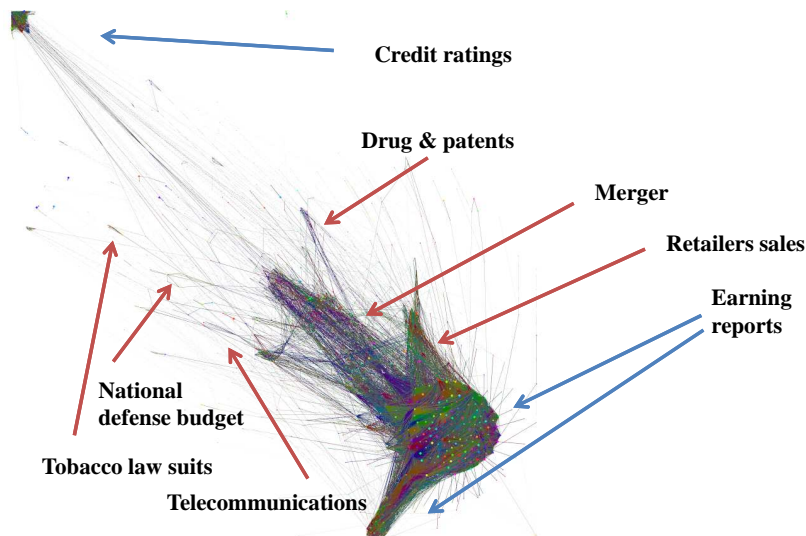 Credit ratings
Drug & patents
Merger
Retailers sales
Earning
reports
National
defense budget
Tobacco law suits
Telecommunications